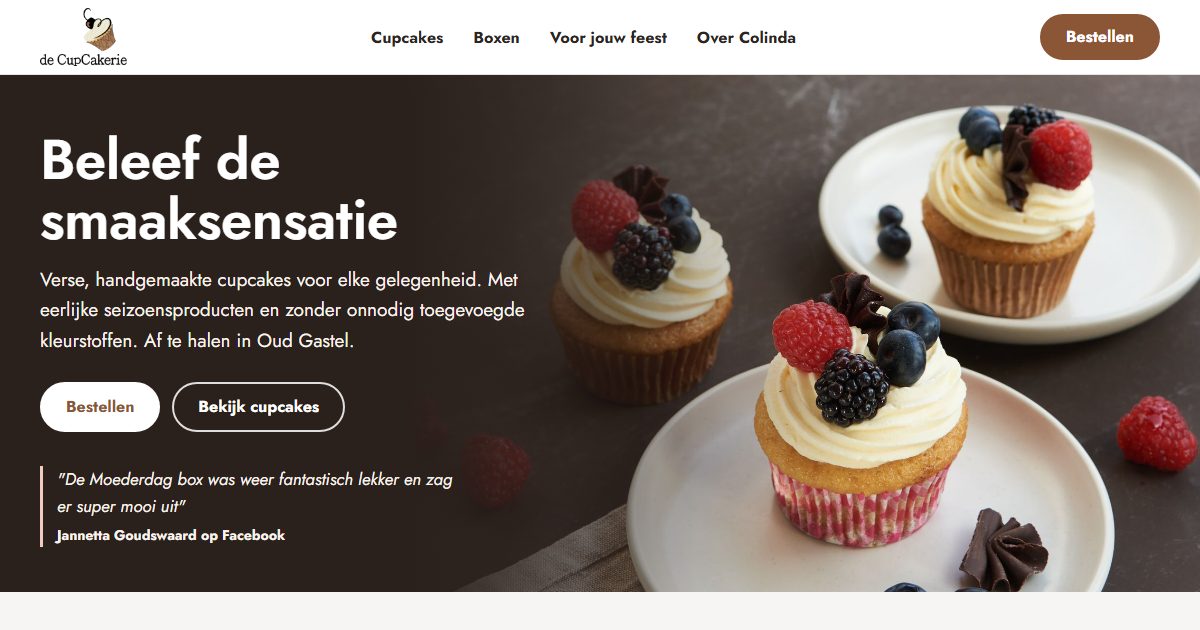 de CupCakerie
Cupcakes
Boxen
Voor jouw feest
Over Colinda
Bestellen
Beleef de
smaaksensatie
Verse, handgemaakte cupcakes voor elke gelegenheid. Met
eerlijke seizoensproducten en zonder onnodig toegevoegde
kleurstoffen. Af te halen in Oud Gastel.
Bestellen
Bekijk cupcakes
"De Moederdag box was weer fantastisch lekker en zag
er super mooi uit"
Jannetta Goudswaard op Facebook